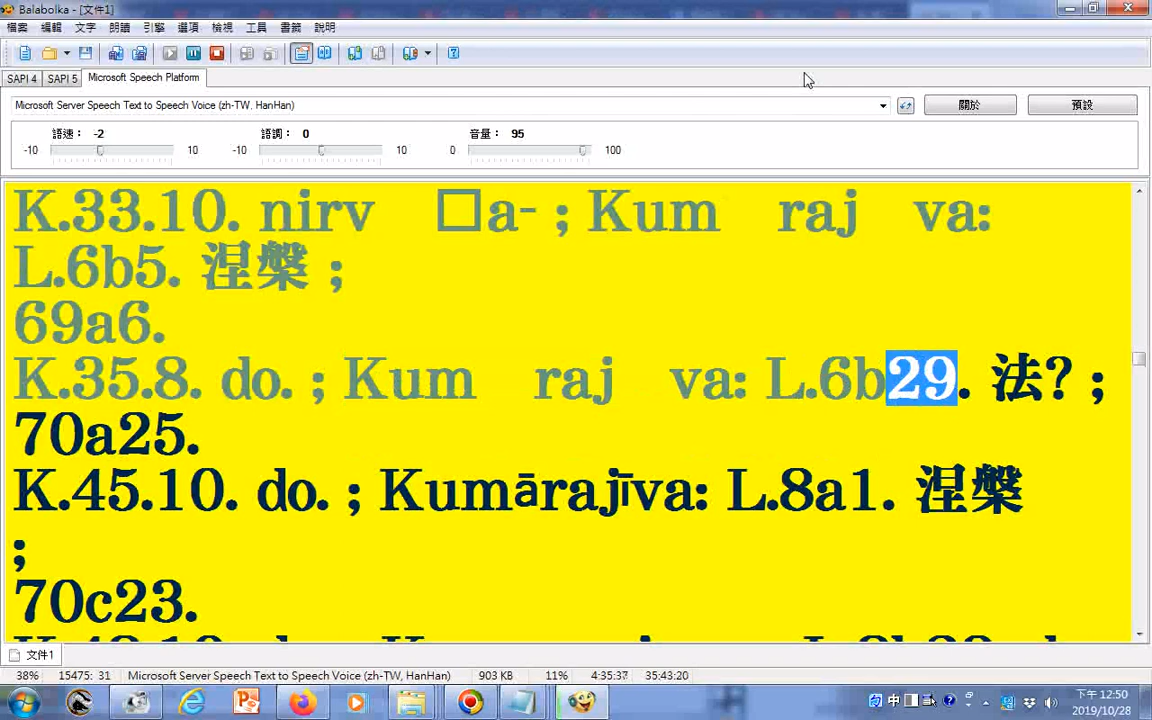 Balabolka - [文件1]
檔案 編輯 文字 朗讀 引擎 選項 檢視 工具 書籤 說明
SAPI 4 SAPI 5 Microsoft Speech Platform
Microsoft Server Speech Text to Speech Voice (zh-TW, HanHan) 關於 預設
語速： -2 語調： 0 音量： 95
-10 10 -10 10 0 100
K.33.10. nirv □a- ; Kum raj va:
L.6b5. 涅槃 ;
69a6.
K.35.8. do. ; Kum raj va: L.6b29. 法? ;
70a25.
K.45.10. do. ; Kumārajīva: L.8a1. 涅槃
;
70c23.
文件1
38% 15475: 31 Microsoft Server Speech Text to Speech Voice (zh-TW, HanHan) 903 KB 11% 4:35:37 35:43:20
中 下午 12:50
2019/10/28